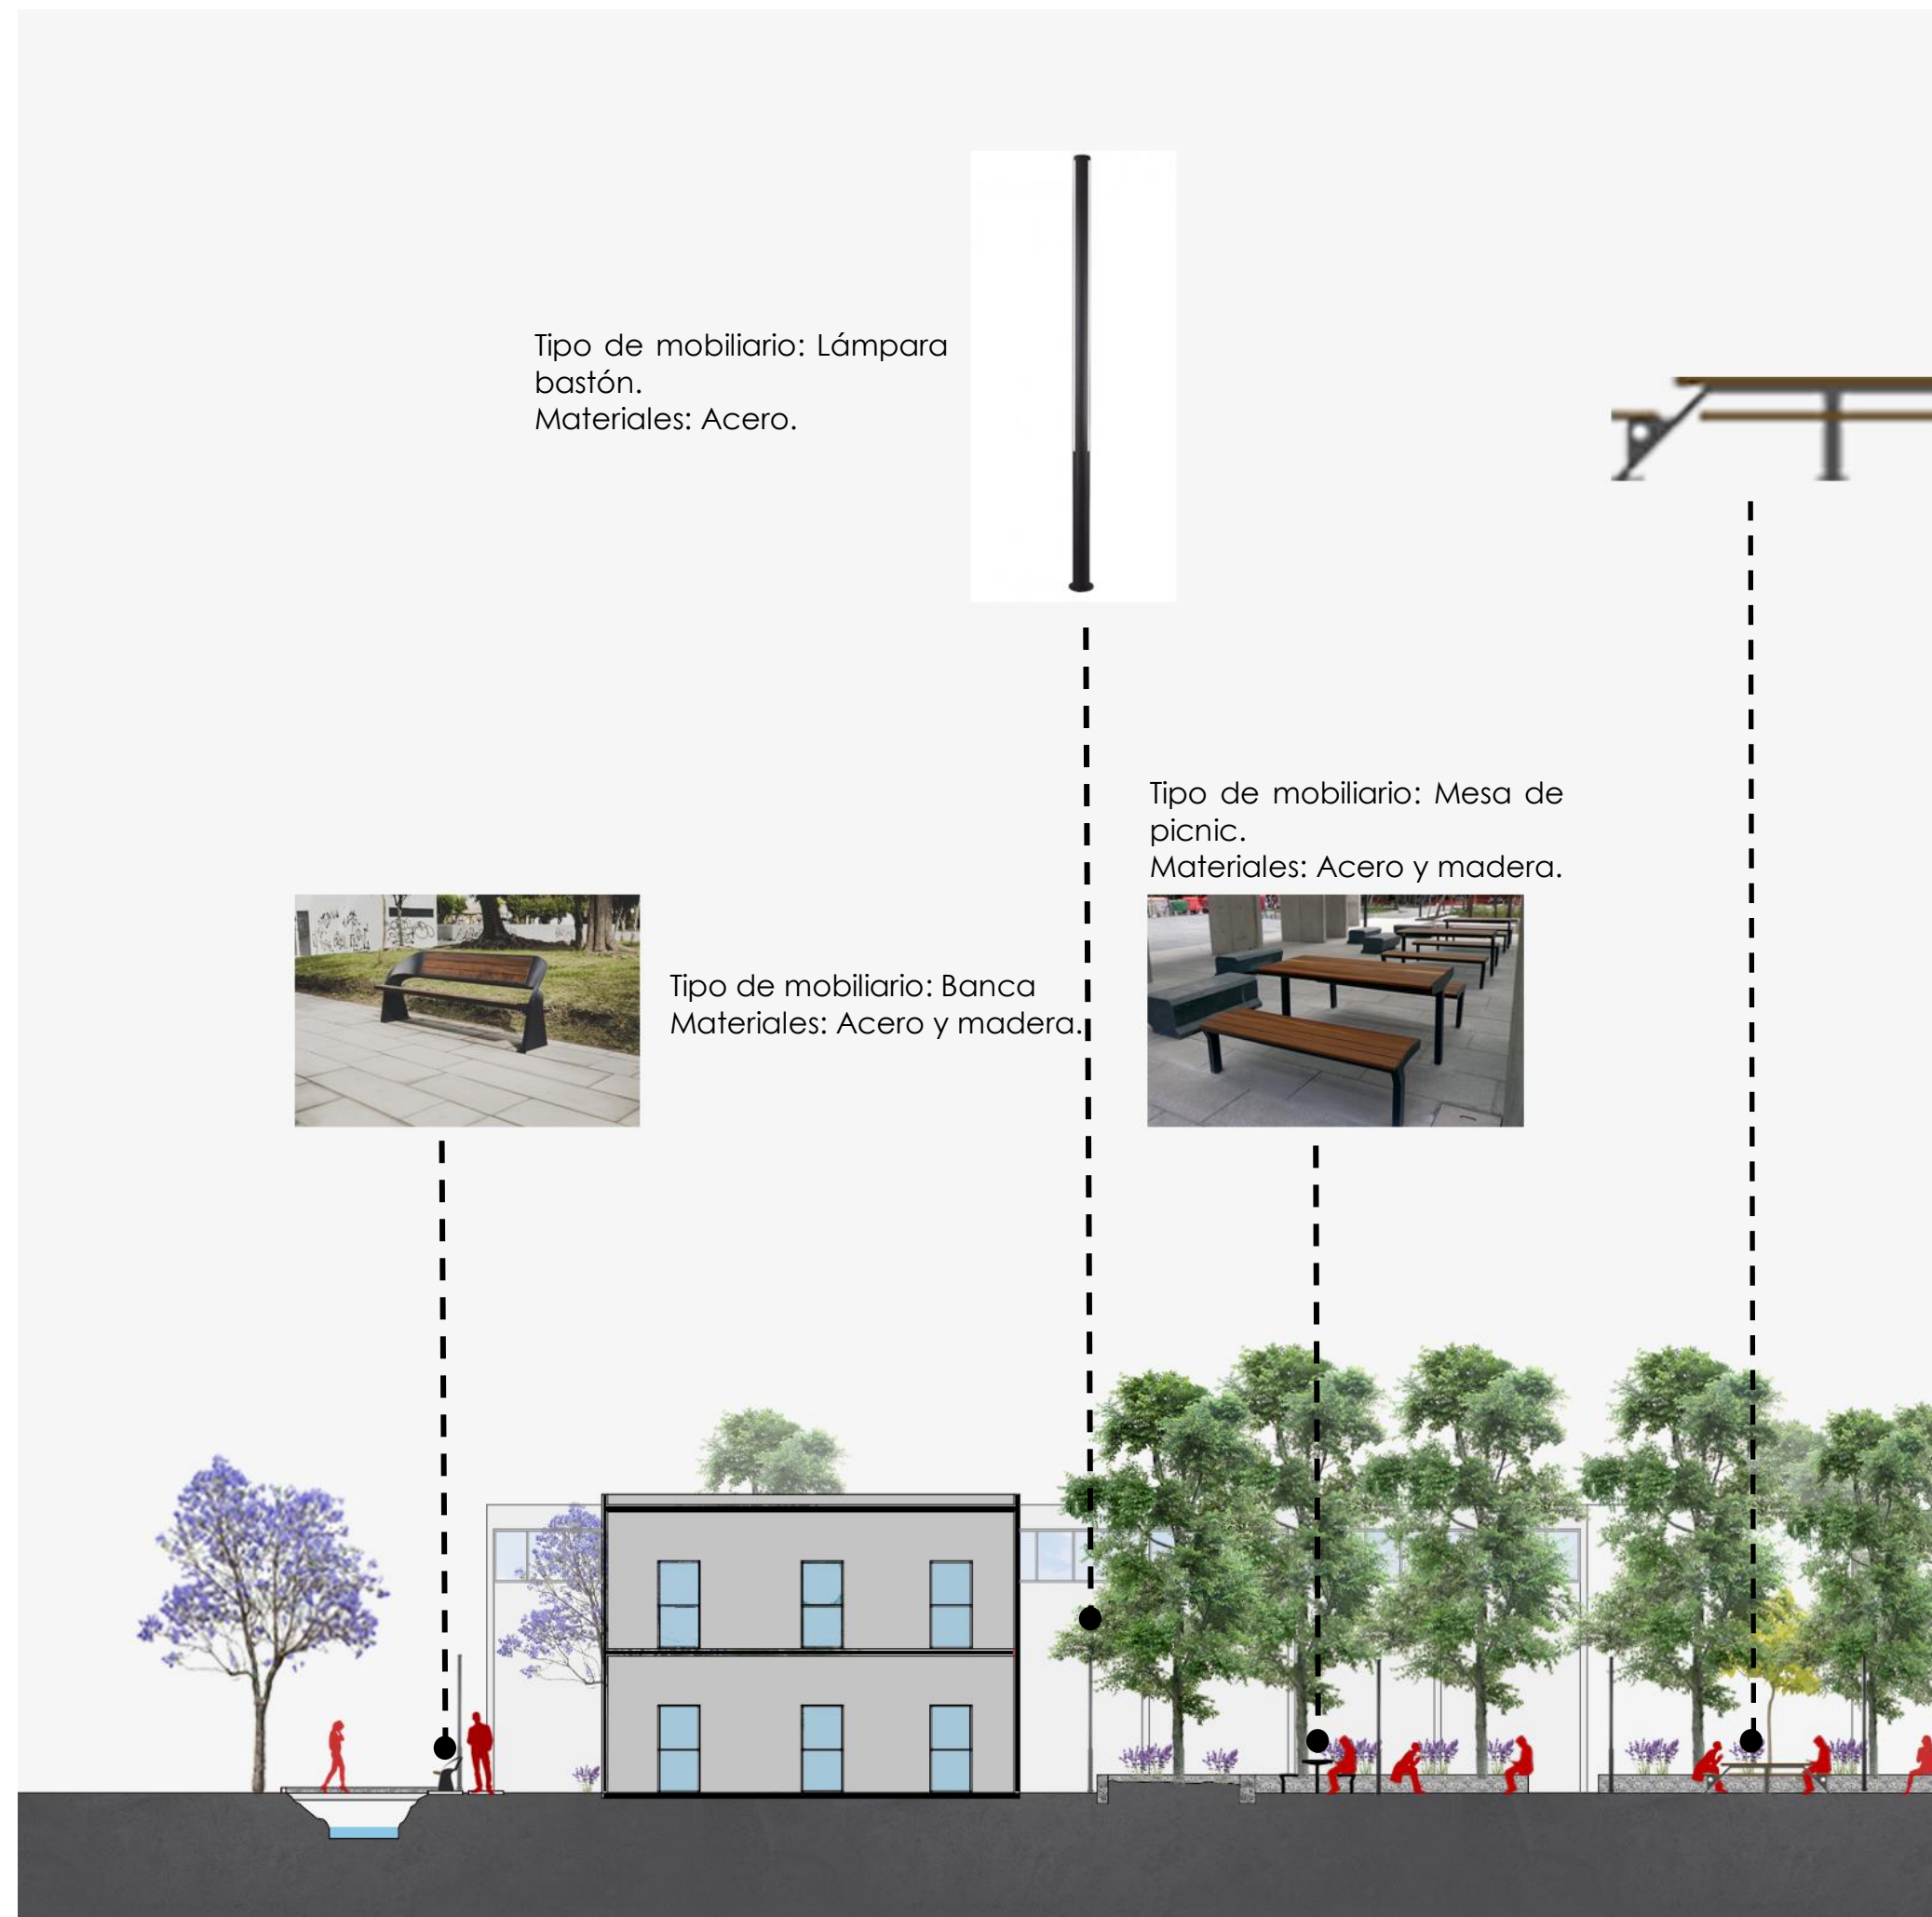 Tipo de mobiliario: Lámpara
bastón.
Materiales: Acero.
Tipo de mobiliario: Mesa de
picnic.
Materiales: Acero y madera.
Tipo de mobiliario: Banca
Materiales: Acero y madera.